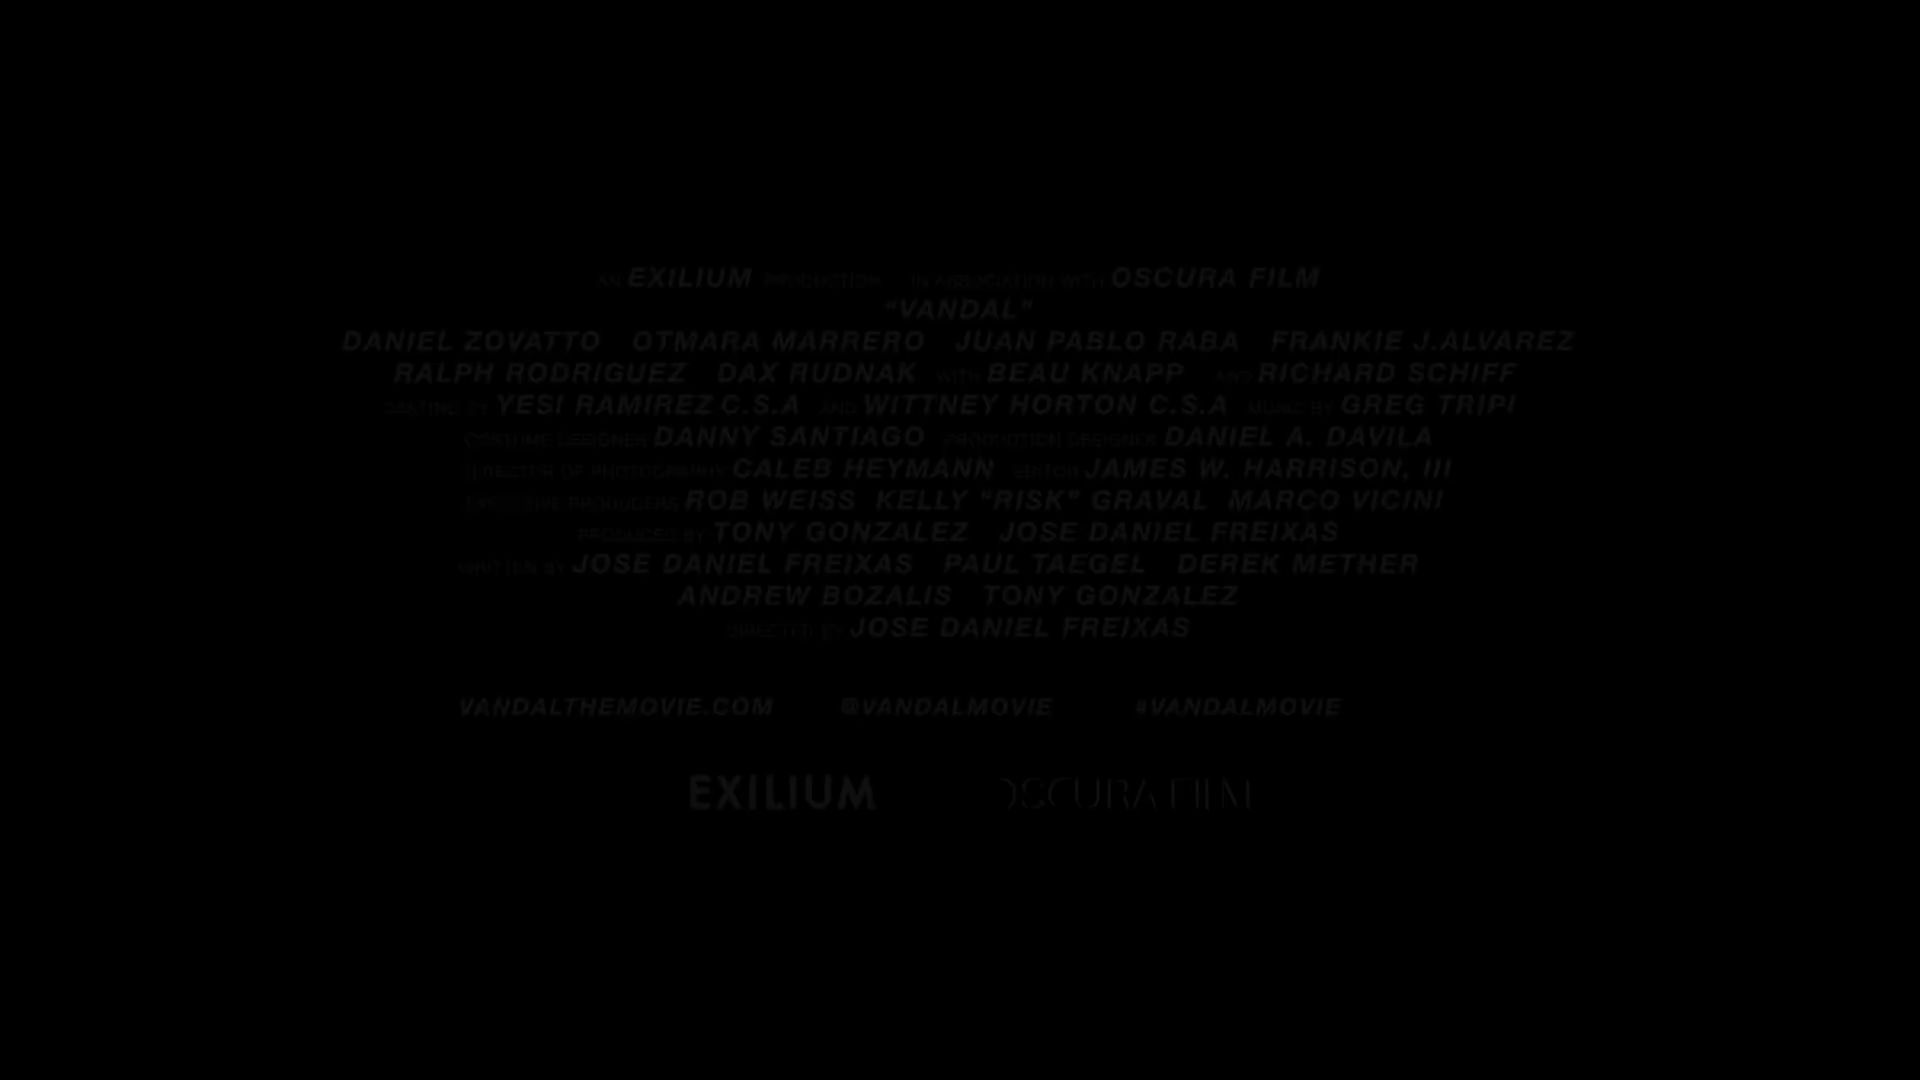 AN EXILIUM PRODUCTION IN ASSOCIATION WITH OSCURA FILM
“VANDAL”
DANIEL ZOVATTO OTMARA MARRERO JUAN PABLO RABA FRANKIE J.ALVAREZ
RALPH RODRIGUEZ DAX RUDNAK WITH BEAU KNAPP AND RICHARD SCHIFF
CASTING BY YESI RAMIREZ C.S.A AND WITTNEY HORTON C.S.A MUSIC BY GREG TRIPI
COSTUME DESIGNER DANNY SANTIAGO PRODUCTION DESIGNER DANIEL A. DAVILA
DIRECTOR OF PHOTOGRAPHY CALEB HEYMANN EDITOR JAMES W. HARRISON, III
EXECUTIVE PRODUCERS ROB WEISS KELLY “RISK” GRAVAL MARCO VICINI
PRODUCED BY TONY GONZALEZ JOSE DANIEL FREIXAS
WRITTEN BY JOSE DANIEL FREIXAS PAUL TAEGEL DEREK METHER
ANDREW BOZALIS TONY GONZALEZ
DIRECTED BY JOSE DANIEL FREIXAS
VANDALTHEMOVIE.COM @VANDALMOVIE #VANDALMOVIE
EXILIUM OSCURA FILM